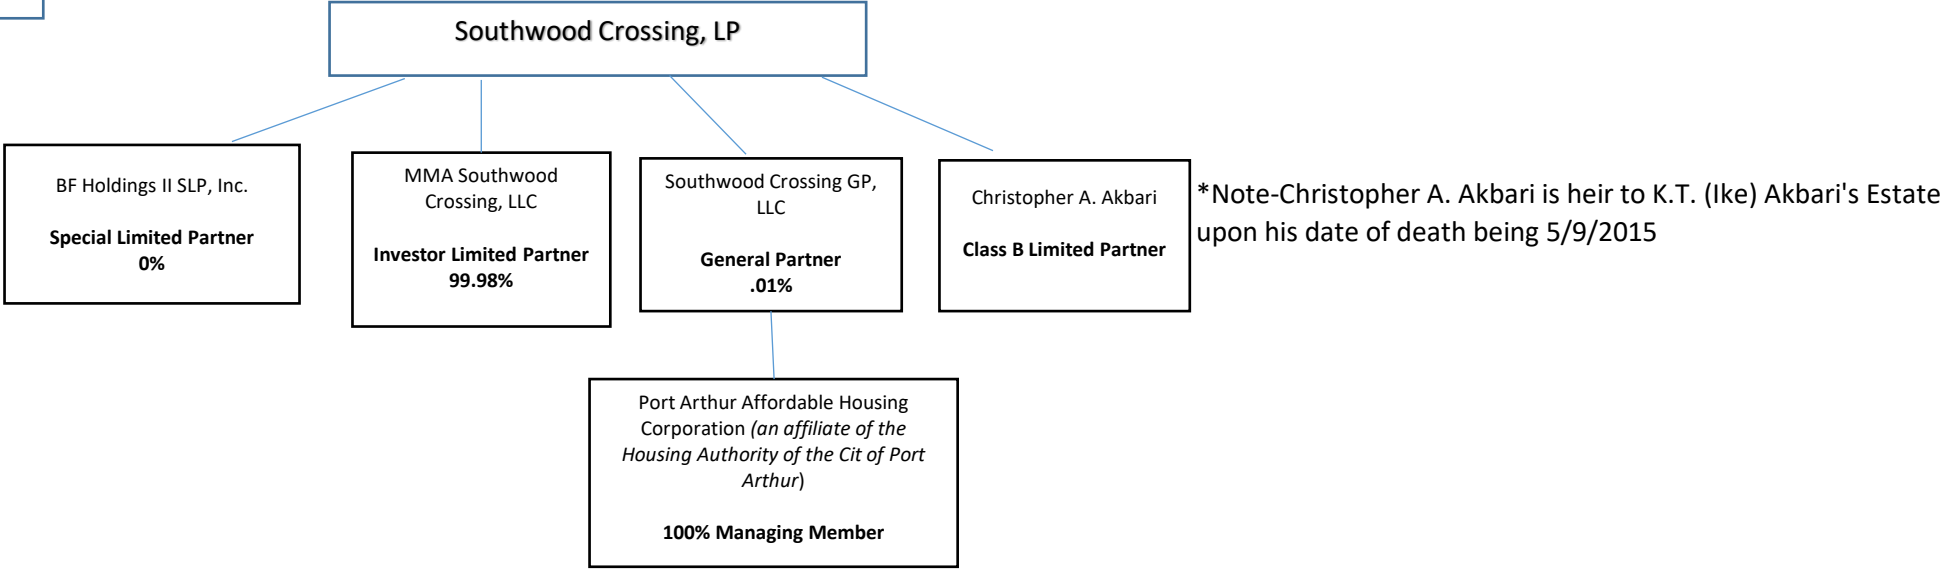 Southwood Crossing, LP
BF Holdings II SLP, Inc.
Special Limited Partner
0%
MMA Southwood
Crossing, LLC
Investor Limited Partner
99.98%
Southwood Crossing GP,
LLC
General Partner
.01%
Christopher A. Akbari
Class B Limited Partner
*Note-Christopher A. Akbari is heir to K.T. (Ike) Akbari's Estate
upon his date of death being 5/9/2015
Port Arthur Affordable Housing
Corporation (an affiliate of the
Housing Authority of the Cit of Port
Arthur)
100% Managing Member